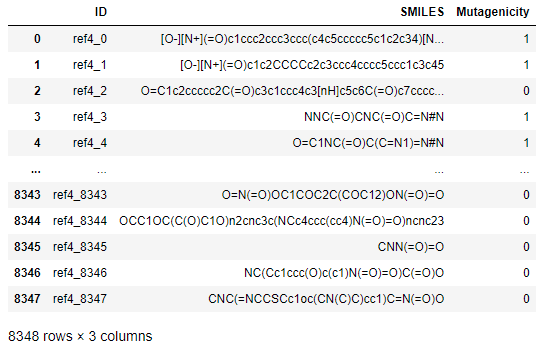 ID SMILES Mutagenicity
0 ref4_0 [O-][N+](=O)c1ccc2ccc3ccc(c4c5ccccc5c1c2c34)[N... 1
1 ref4_1 [O-][N+](=O)c1c2CCCCc2c3ccc4cccc5ccc1c3c45 1
2 ref4_2 O=C1c2ccccc2C(=O)c3c1ccc4c3[nH]c5c6C(=O)c7cccc... 0
3 ref4_3 NNC(=O)CNC(=O)C=N#N 1
4 ref4_4 O=C1NC(=O)C(C=N1)=N#N 1
... ... ... ...
8343 ref4_8343 O=N(=O)OC1COC2C(COC12)ON(=O)=O 0
8344 ref4_8344 OCC1OC(C(O)C1O)n2cnc3c(NCc4ccc(cc4)N(=O)=O)ncnc23 0
8345 ref4_8345 CNN(=O)=O 0
8346 ref4_8346 NC(Cc1ccc(O)c(c1)N(=O)=O)C(=O)O 0
8347 ref4_8347 CNC(=NCCSCc1oc(CN(C)C)cc1)C=N(=O)O 0
8348 rows × 3 columns